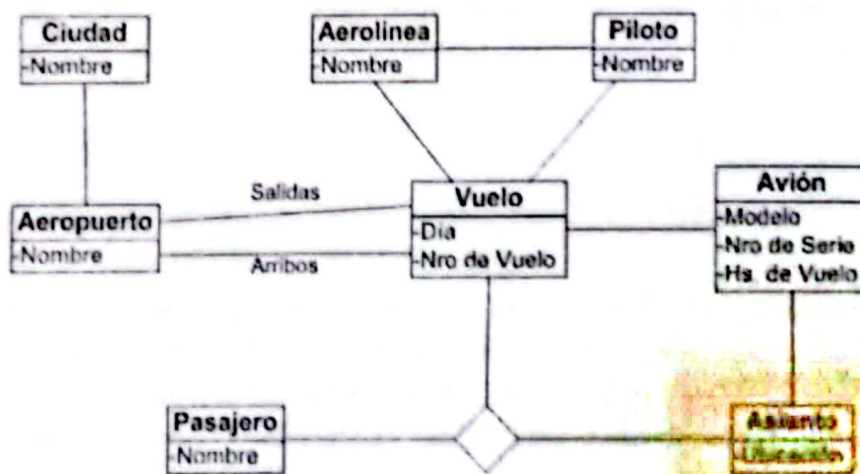 Ciudad
-Nombre
Aerolinea
-Nombre
Piloto
-Nombre
Salidas
Aeropuerto
-Nombre
Arribos
Vuelo
-Dia
-Nro de Vuelo
Avión
-Modelo
-Nro de Serie
-Hs. de Vuelo
Pasajero
-Nombre
Asiento
-Ubicación